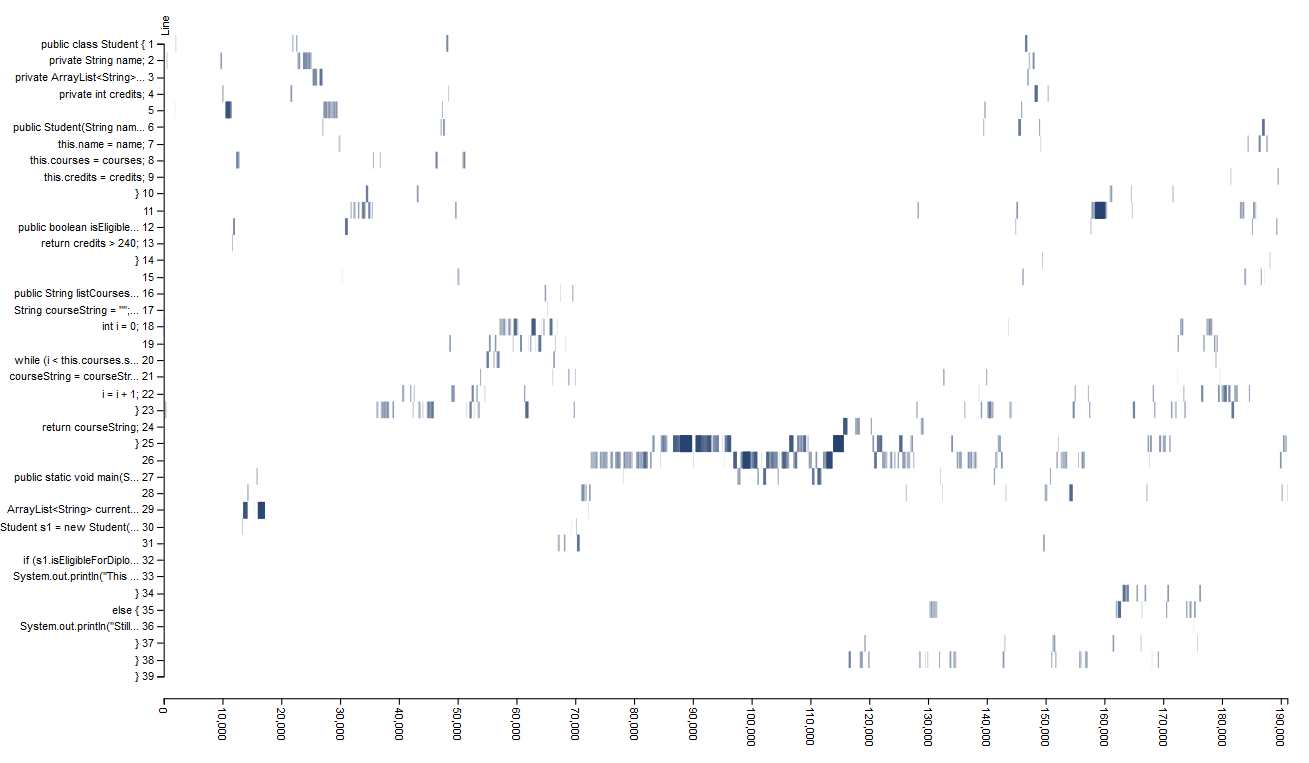 Line
public class Student { 1
private String name; 2
private ArrayList<String>... 3
private int credits; 4
5
public Student(String nam... 6
this.name = name; 7
this.courses = courses; 8
this.credits = credits; 9
} 10
11
public boolean isEligible... 12
return credits > 240; 13
} 14
15
public String listCourses... 16
String courseString = "";... 17
int i = 0; 18
19
while (i < this.courses.s... 20
courseString = courseStr... 21
i = i + 1; 22
} 23
return courseString; 24
} 25
26
public static void main(S... 27
28
ArrayList<String> current... 29
Student s1 = new Student(... 30
31
if (s1.isEligibleForDiplo... 32
System.out.println("This ... 33
} 34
else { 35
System.out.println("Still... 36
} 37
} 38
} 39
0 10,000 20,000 30,000 40,000 50,000 60,000 70,000 80,000 90,000 100,000 110,000 120,000 130,000 140,000 150,000 160,000 170,000 180,000 190,000